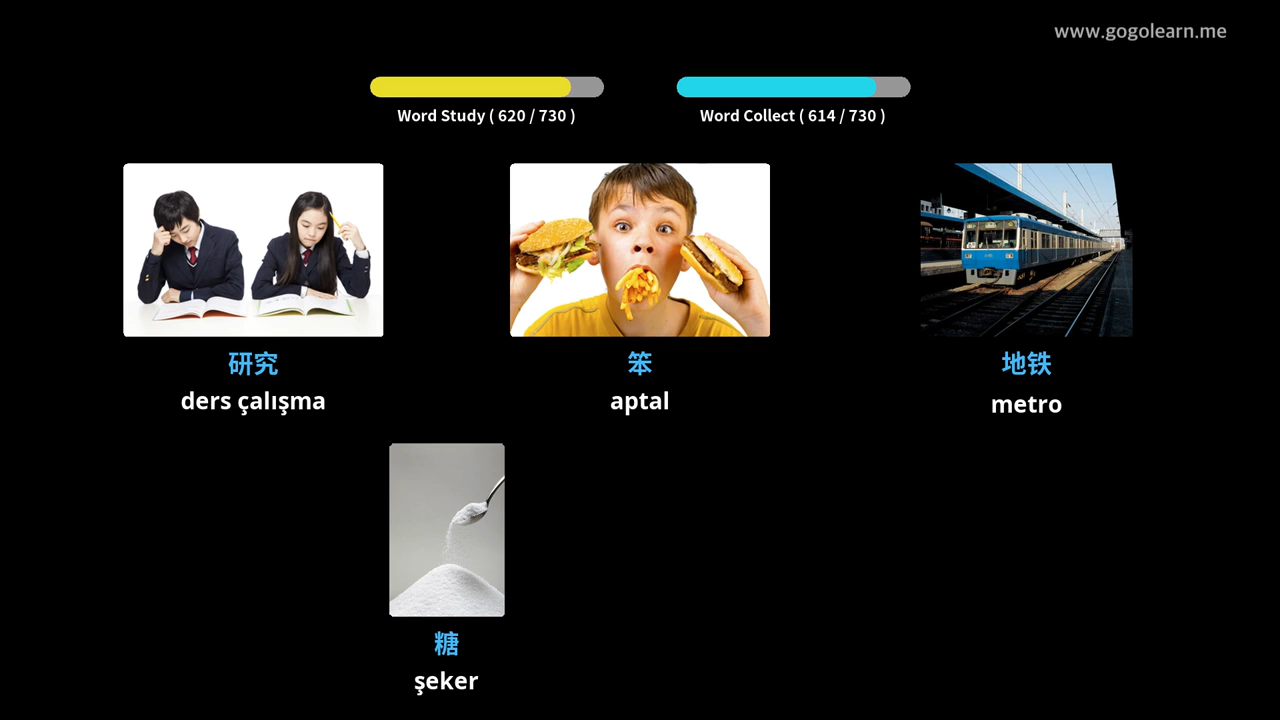 www.gogolearn.me
Word Study ( 620 / 730 )
Word Collect ( 614 / 730 )
研究
ders çalışma
笨
aptal
地铁
metro
糖
şeker